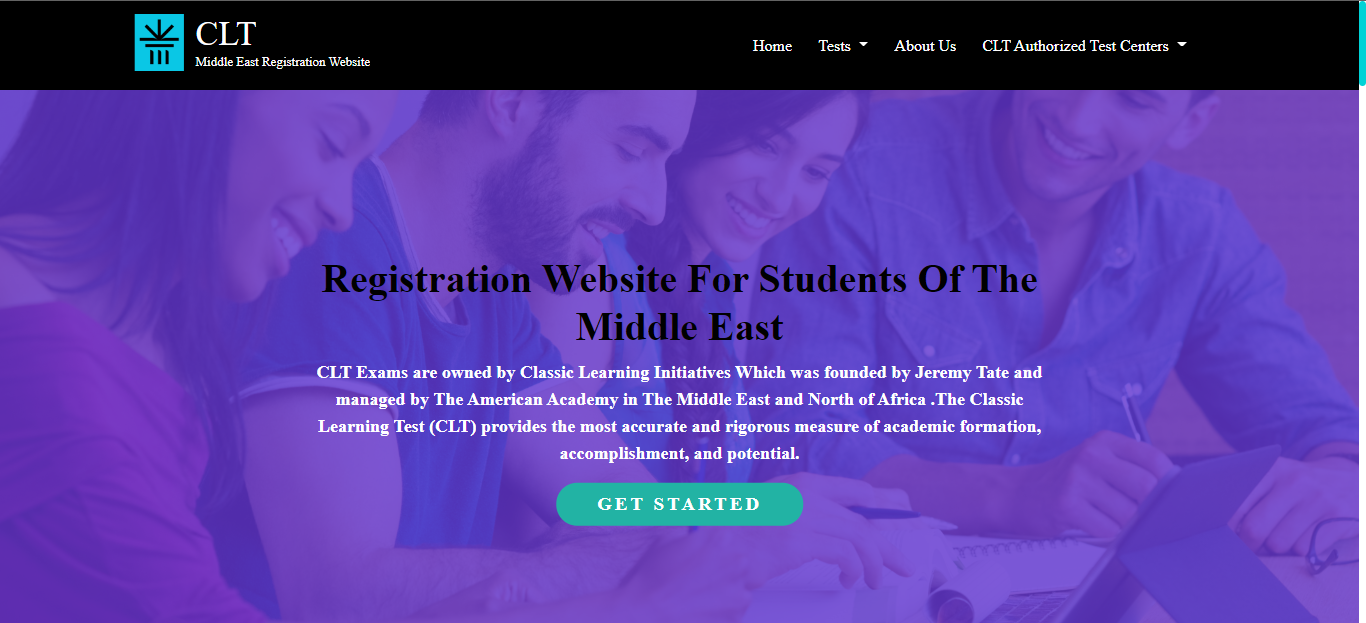 CLT
Middle East Registration Website
Home Tests About Us CLT Authorized Test Centers
Registration Website For Students Of The
Middle East
CLT Exams are owned by Classic Learning Initiatives Which was founded by Jeremy Tate and
managed by The American Academy in The Middle East and North of Africa .The Classic
Learning Test (CLT) provides the most accurate and rigorous measure of academic formation,
accomplishment, and potential.
GET STARTED